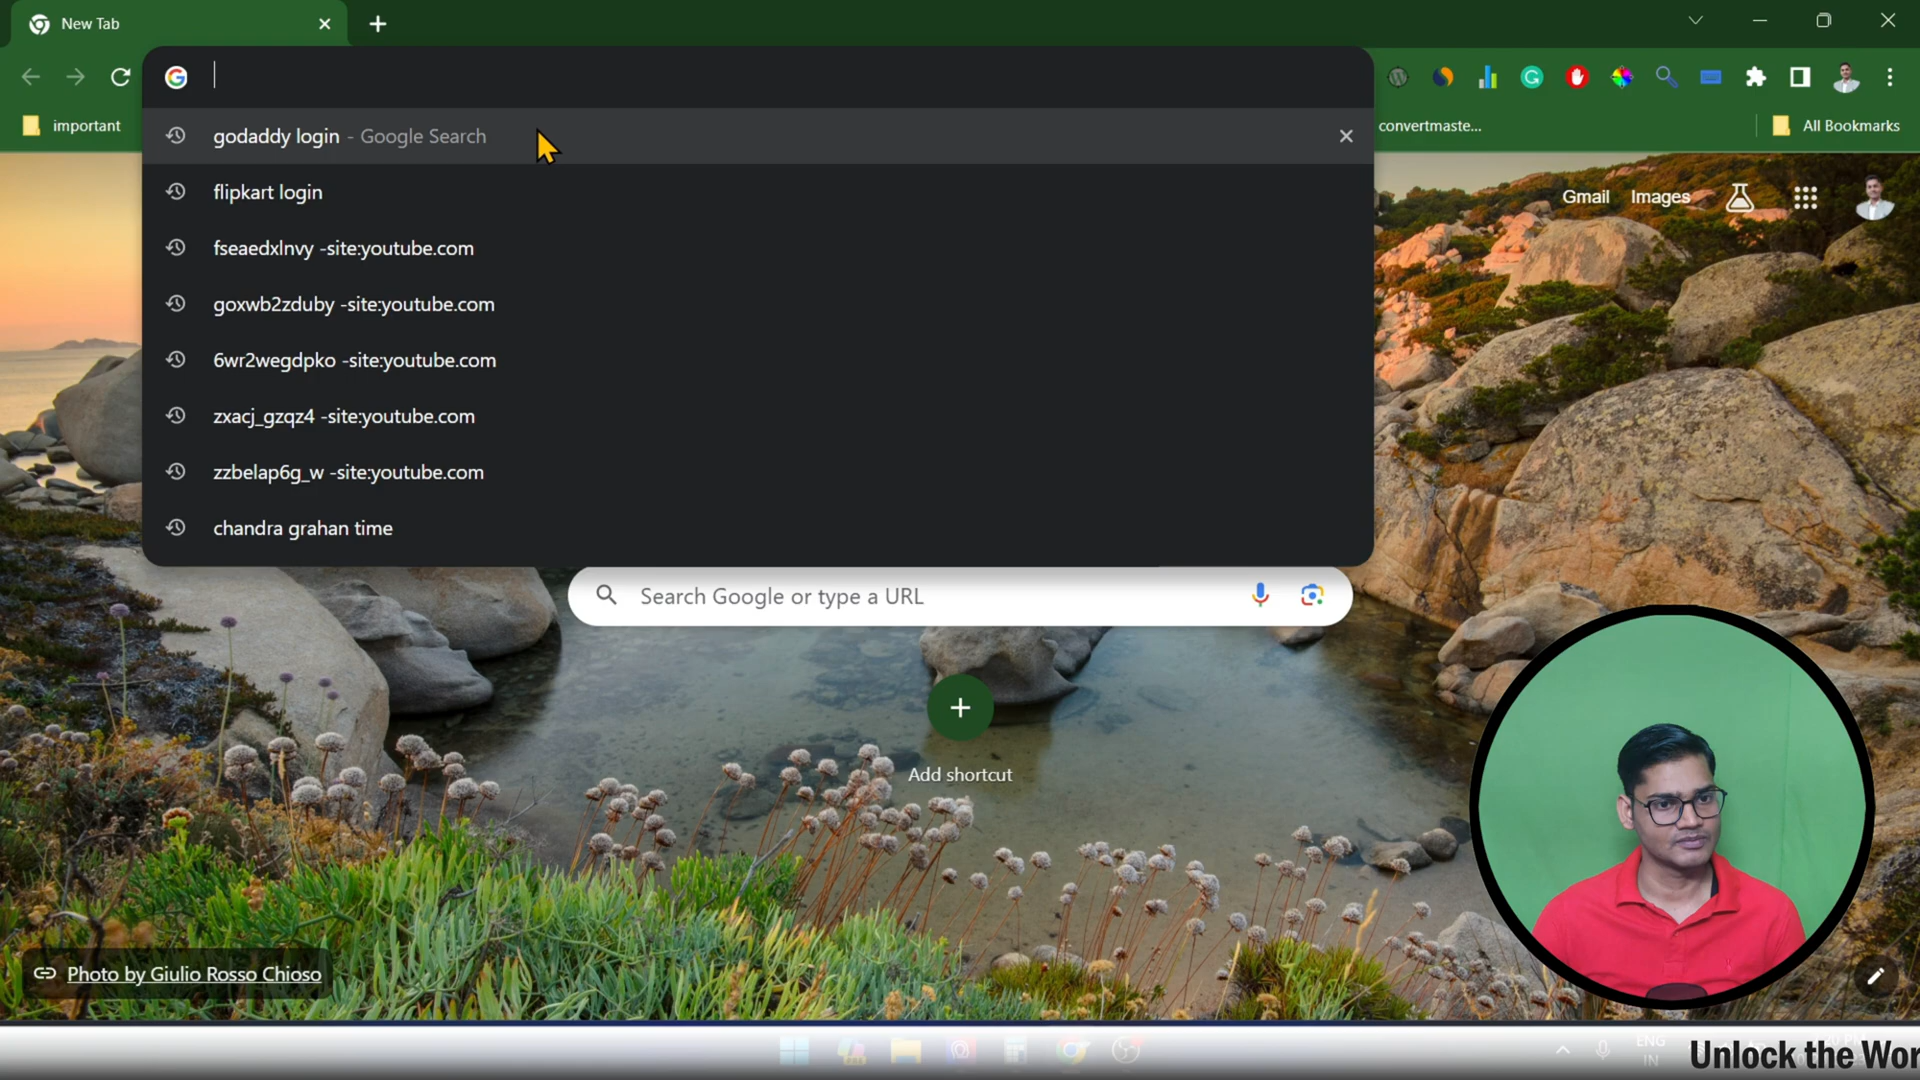 New Tab
important
convertmaste...
All Bookmarks
godaddy login - Google Search
flipkart login
fseaedxlnvy -site:youtube.com
goxwb2zduby -site:youtube.com
6wr2wegdpko -site:youtube.com
zxacj_gzqz4 -site:youtube.com
zzbelap6g_w -site:youtube.com
chandra grahan time
Gmail
Images
Search Google or type a URL
Add shortcut
Photo by Giulio Rosso Chioso
ENG
IN
Unlock the Wor